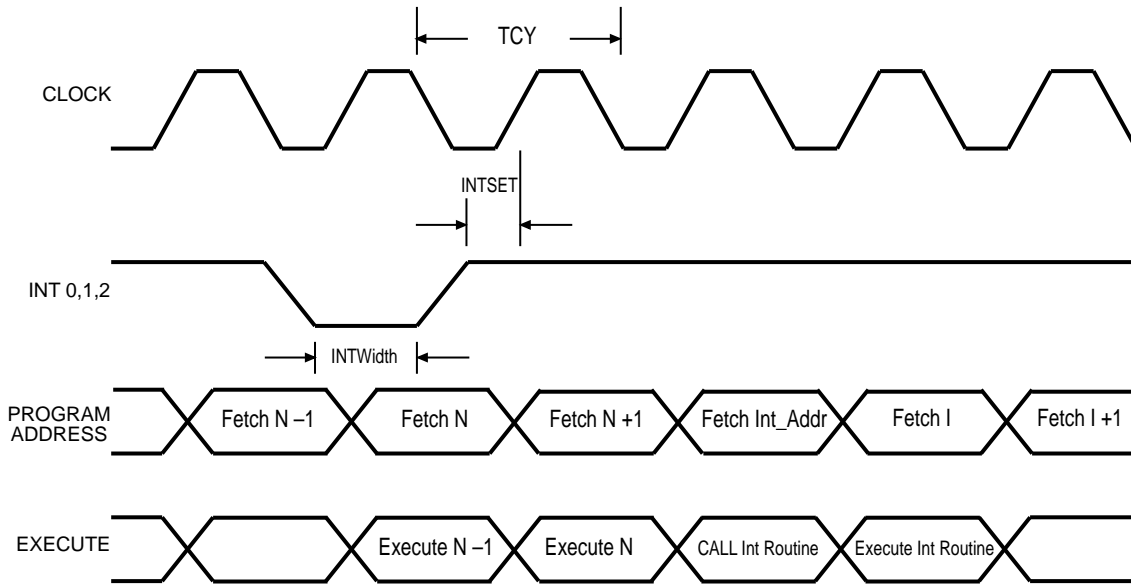 TCY
CLOCK
INTSET
INT 0,1,2
INTWidth
PROGRAM
ADDRESS
Fetch N –1
Fetch N
Fetch N +1
Fetch Int_Addr
Fetch I
Fetch I +1
EXECUTE
Execute N –1
Execute N
CALL Int Routine
Execute Int Routine